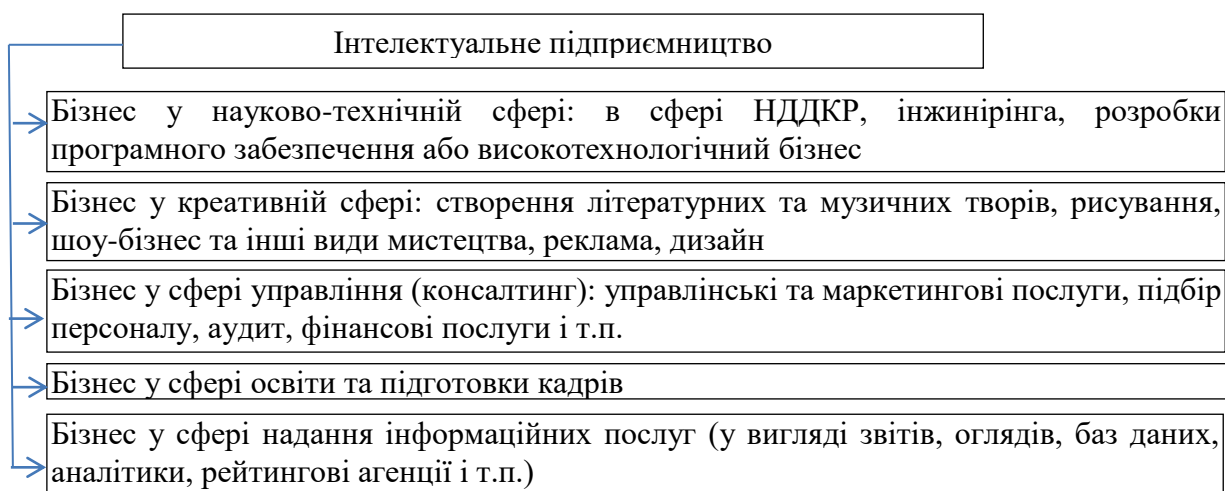 Інтелектуальне підприємництво
Бізнес у науково-технічній сфері: в сфері НДДКР, інжинірінга, розробки
програмного забезпечення або високотехнологічний бізнес
Бізнес у креативній сфері: створення літературних та музичних творів, рисування,
шоу-бізнес та інші види мистецтва, реклама, дизайн
Бізнес у сфері управління (консалтинг): управлінські та маркетингові послуги, підбір
персоналу, аудит, фінансові послуги і т.п.
Бізнес у сфері освіти та підготовки кадрів
Бізнес у сфері надання інформаційних послуг (у вигляді звітів, оглядів, баз даних,
аналітики, рейтингові агенції і т.п.)